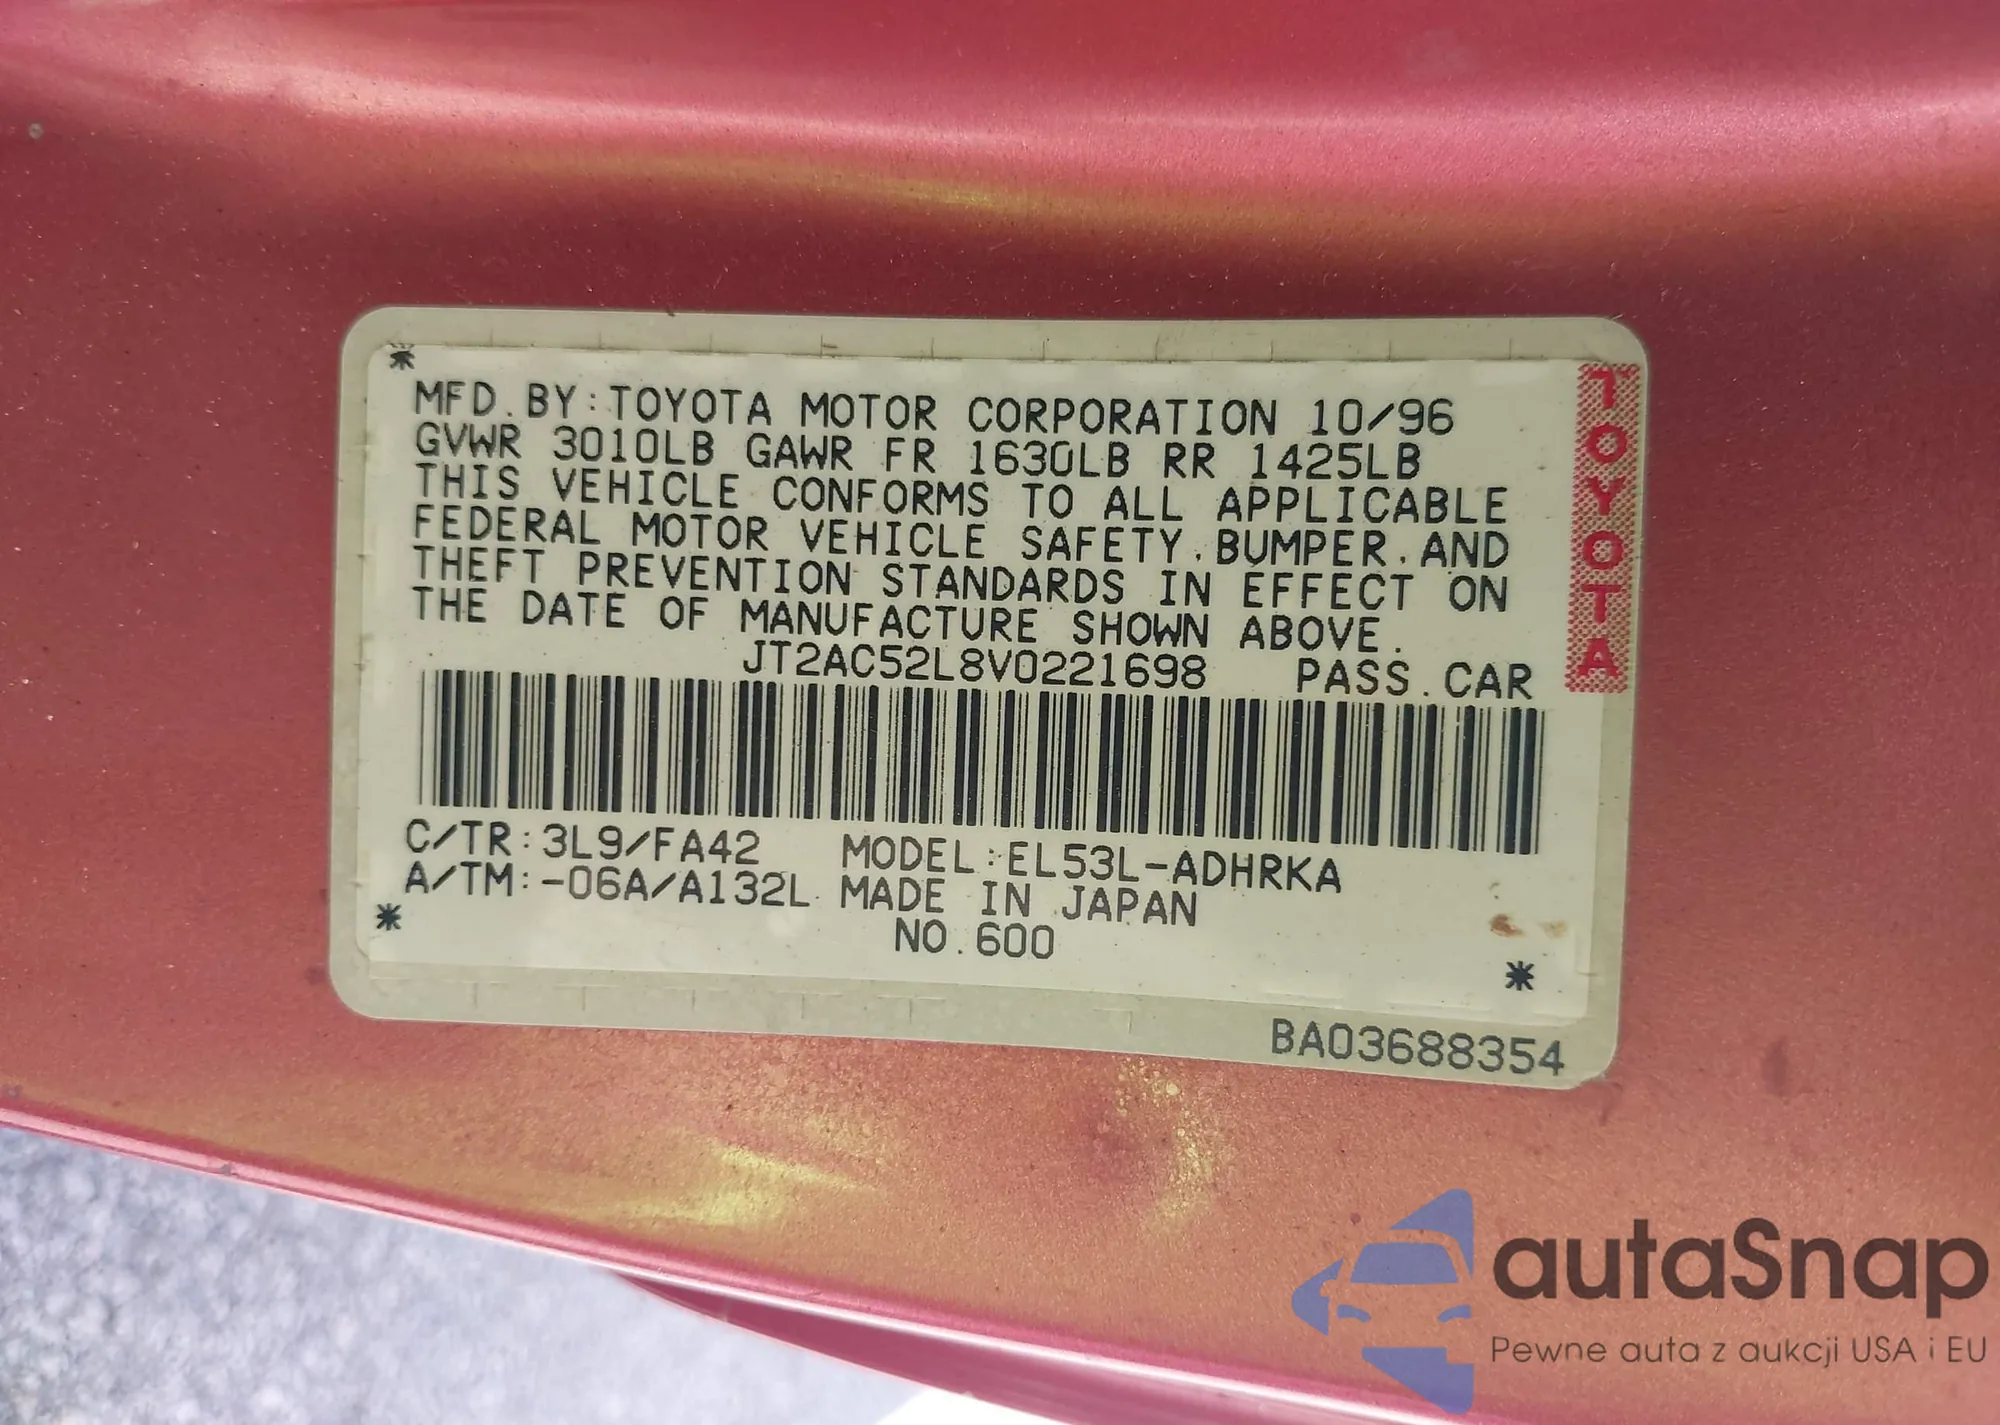 MFD.BY:TOYOTA MOTOR CORPORATION 10/96
GVWR 3010LB GAWR FR 1630LB RR 1425LB
THIS VEHICLE CONFORMS TO ALL APPLICABLE
FEDERAL MOTOR VEHICLE SAFETY,BUMPER,AND
THEFT PREVENTION STANDARDS IN EFFECT ON
THE DATE OF MANUFACTURE SHOWN ABOVE.
JT2AC52L8V0221698 PASS.CAR
C/TR:3L9/FA42 MODEL:EL53L-ADHRKA
A/TM:-06A/A132L MADE IN JAPAN
NO.600
TOYOTA
BA03688354
autaSnap
Pewne auta z aukcji USA i EU